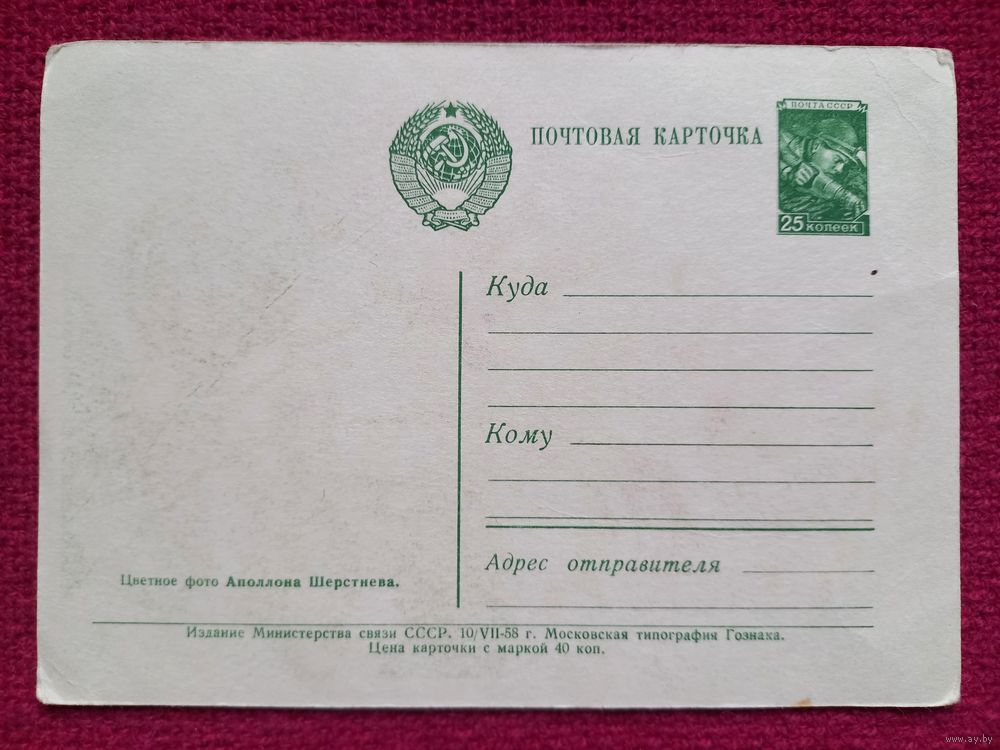 ПОЧТА СССР
ПОЧТОВАЯ КАРТОЧКА
25 копеек
Куда
Кому
Адрес отправителя
Цветное фото Аполлона Шерстнева.
Издание Министерства связи СССР. 10/VII-58 г. Московская типография Гознака.
Цена карточки с маркой 40 коп.
www.ay.by